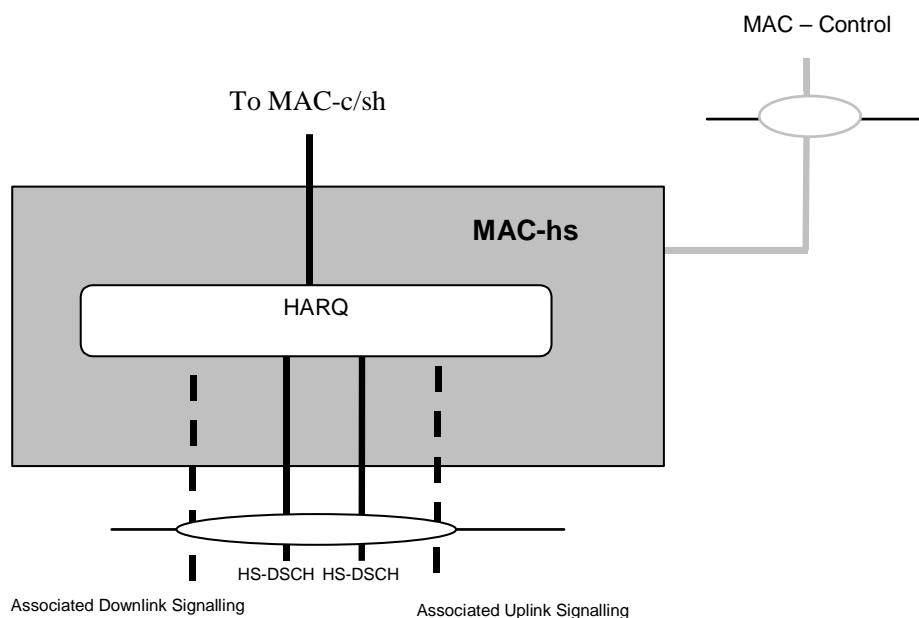 MAC – Control
To MAC-c/sh
MAC-hs
HARQ
HS-DSCH HS-DSCH
Associated Downlink Signalling
Associated Uplink Signalling